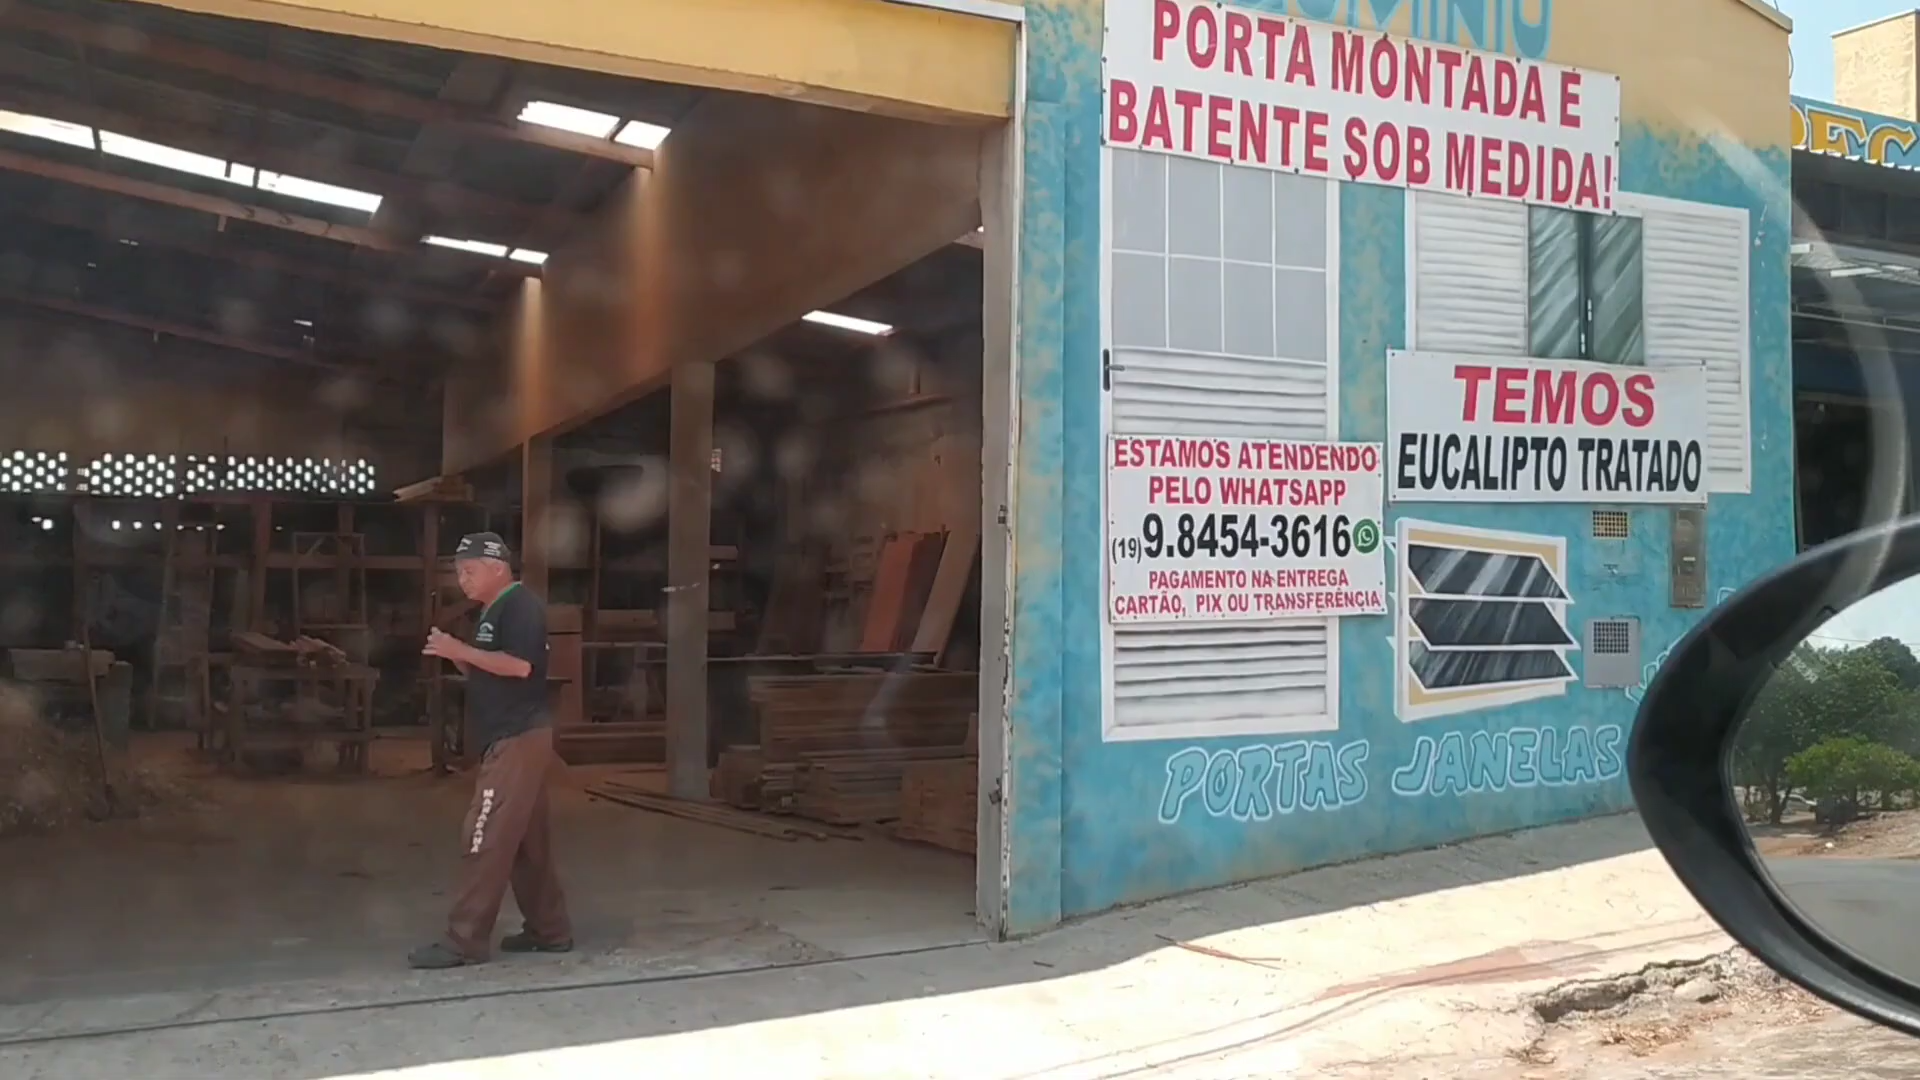 PORTA MONTADA E
BATENTE SOB MEDIDA!
TEMOS
EUCALIPTO TRATADO
ESTAMOS ATENDENDO
PELO WHATSAPP
(19)9.8454-3616
PAGAMENTO NA ENTREGA
CARTÃO, PIX OU TRANSFERÊNCIA
PORTAS JANELAS